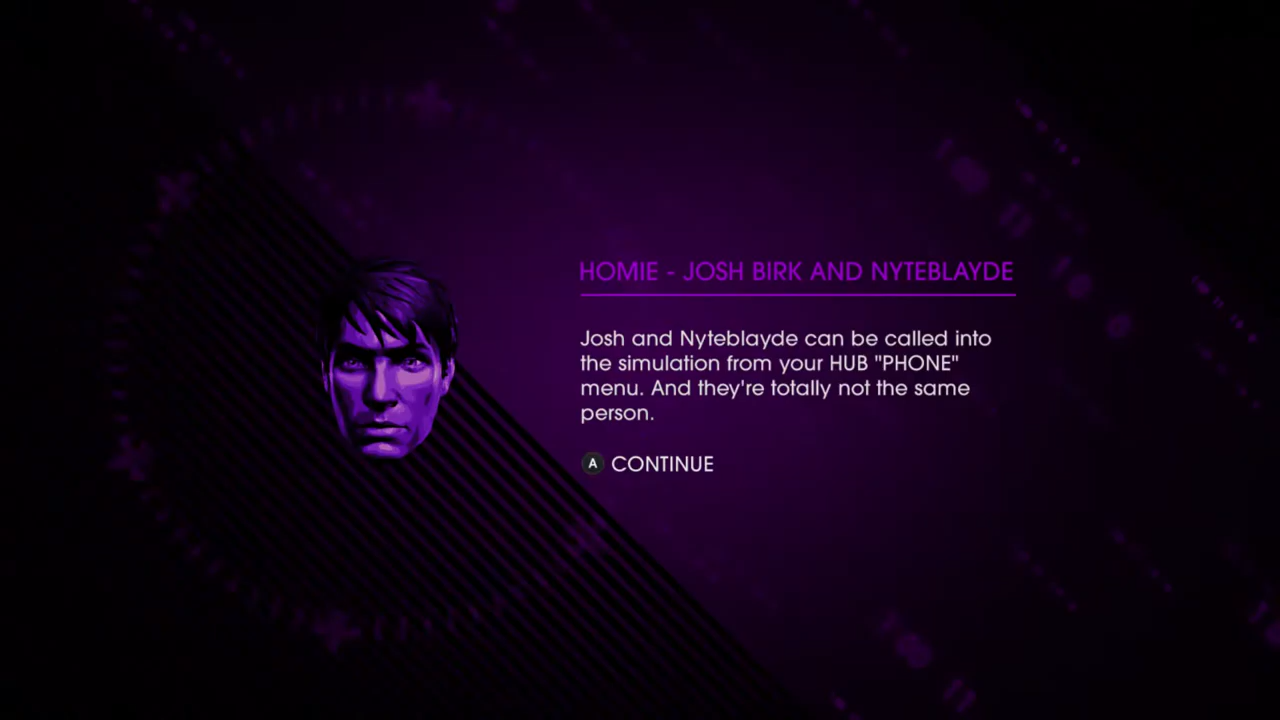 HOMIE - JOSH BIRK AND NYTEBLAYDE
Josh and Nyteblayde can be called into
the simulation from your HUB "PHONE"
menu. And they're totally not the same
person.
A CONTINUE